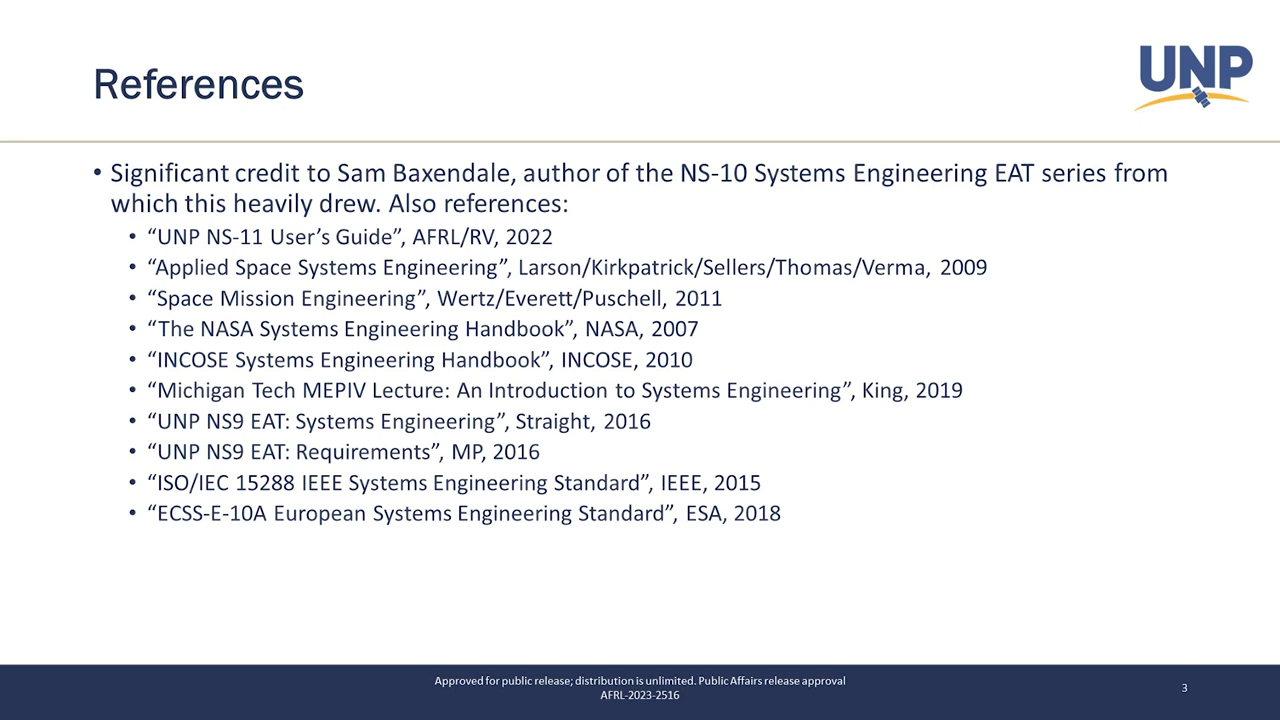 References
UNP
• Significant credit to Sam Baxendale, author of the NS-10 Systems Engineering EAT series from
which this heavily drew. Also references:
• “UNP NS-11 User’s Guide”, AFRL/RV, 2022
• “Applied Space Systems Engineering”, Larson/Kirkpatrick/Sellers/Thomas/Verma, 2009
• “Space Mission Engineering”, Wertz/Everett/Puschell, 2011
• “The NASA Systems Engineering Handbook”, NASA, 2007
• “INCOSE Systems Engineering Handbook”, INCOSE, 2010
• “Michigan Tech MEPIV Lecture: An Introduction to Systems Engineering”, King, 2019
• “UNP NS9 EAT: Systems Engineering”, Straight, 2016
• “UNP NS9 EAT: Requirements”, MP, 2016
• “ISO/IEC 15288 IEEE Systems Engineering Standard”, IEEE, 2015
• “ECSS-E-10A European Systems Engineering Standard”, ESA, 2018
Approved for public release; distribution is unlimited. Public Affairs release approval
AFRL-2023-2516
3